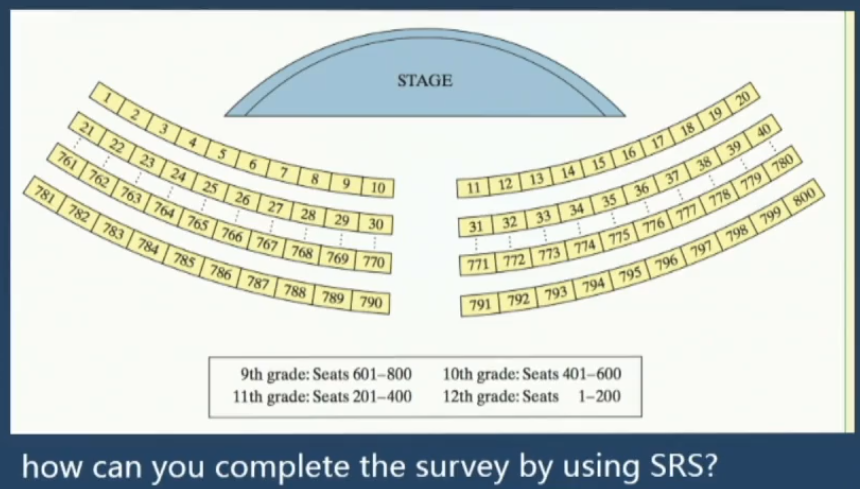 STAGE
1 2 3 4 5 6 7 8 9 10 11 12 13 14 15 16 17 18 19 20
21 22 23 24 25 26 27 28 29 30 31 32 33 34 35 36 37 38 39 40
761 762 763 764 765 766 767 768 769 770 771 772 773 774 775 776 777 778 779 780
781 782 783 784 785 786 787 788 789 790 791 792 793 794 795 796 797 798 799 800
9th grade: Seats 601–800 10th grade: Seats 401–600
11th grade: Seats 201–400 12th grade: Seats 1–200
how can you complete the survey by using SRS?